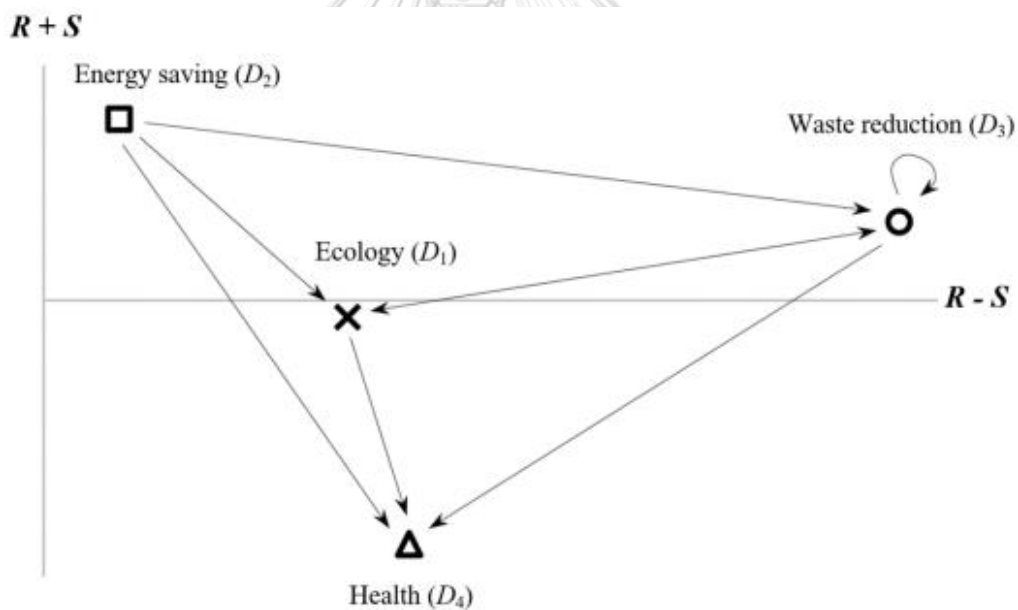 R + S
Energy saving (D₂)
Waste reduction (D₃)
Ecology (D₁)
R - S
Health (D₄)